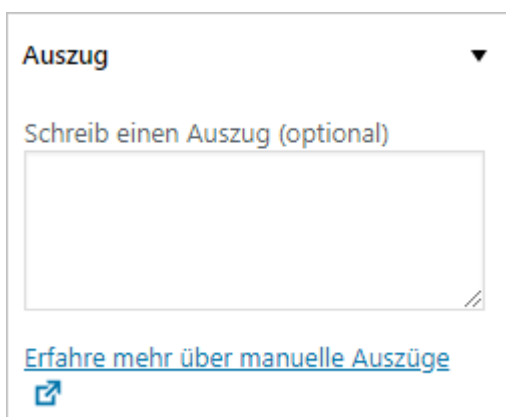 Auszug
Schreib einen Auszug (optional)
Erfahre mehr über manuelle Auszüge